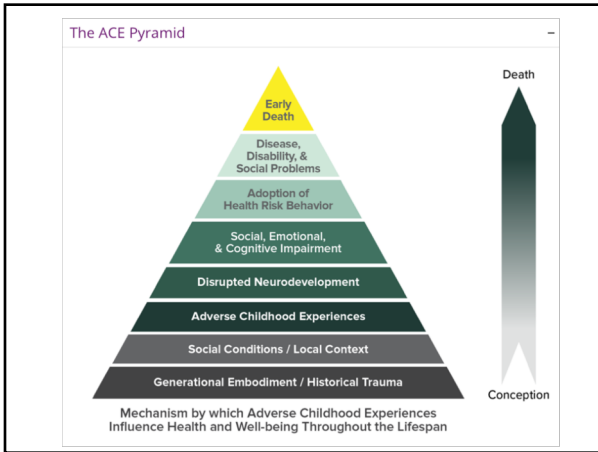 The ACE Pyramid
–
Death
Early
Death
Disease,
Disability, &
Social Problems
Adoption of
Health Risk Behavior
Social, Emotional,
& Cognitive Impairment
Disrupted Neurodevelopment
Adverse Childhood Experiences
Social Conditions / Local Context
Generational Embodiment / Historical Trauma
Conception
Mechanism by which Adverse Childhood Experiences
Influence Health and Well-being Throughout the Lifespan